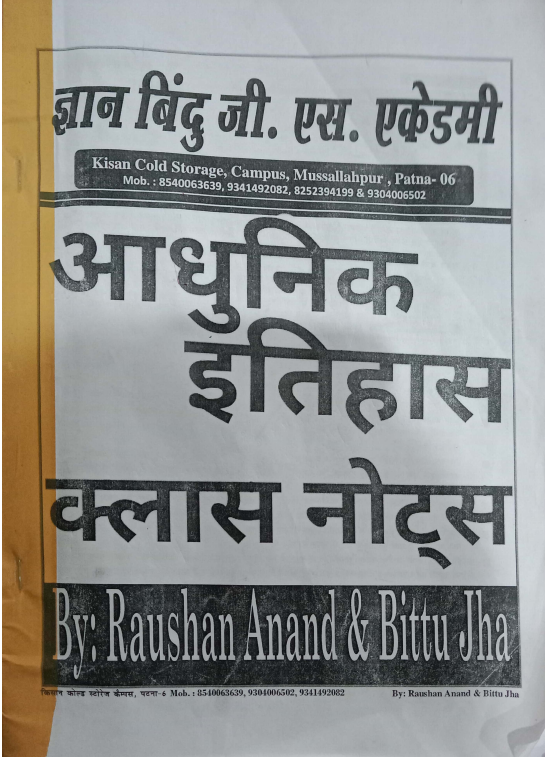 ज्ञान बिंदु जी. एस. एकेडमी
Kisan Cold Storage, Campus, Mussallahpur , Patna- 06
Mob. : 8540063639, 9341492082, 8252394199 & 9304006502
आधुनिक
इतिहास
क्लास नोट्स
By: Raushan Anand & Bittu Jha
किसान कोल्ड स्टोरेज कैम्पस, पटना-6 Mob. : 8540063639, 9304006502, 9341492082 By: Raushan Anand & Bittu Jha